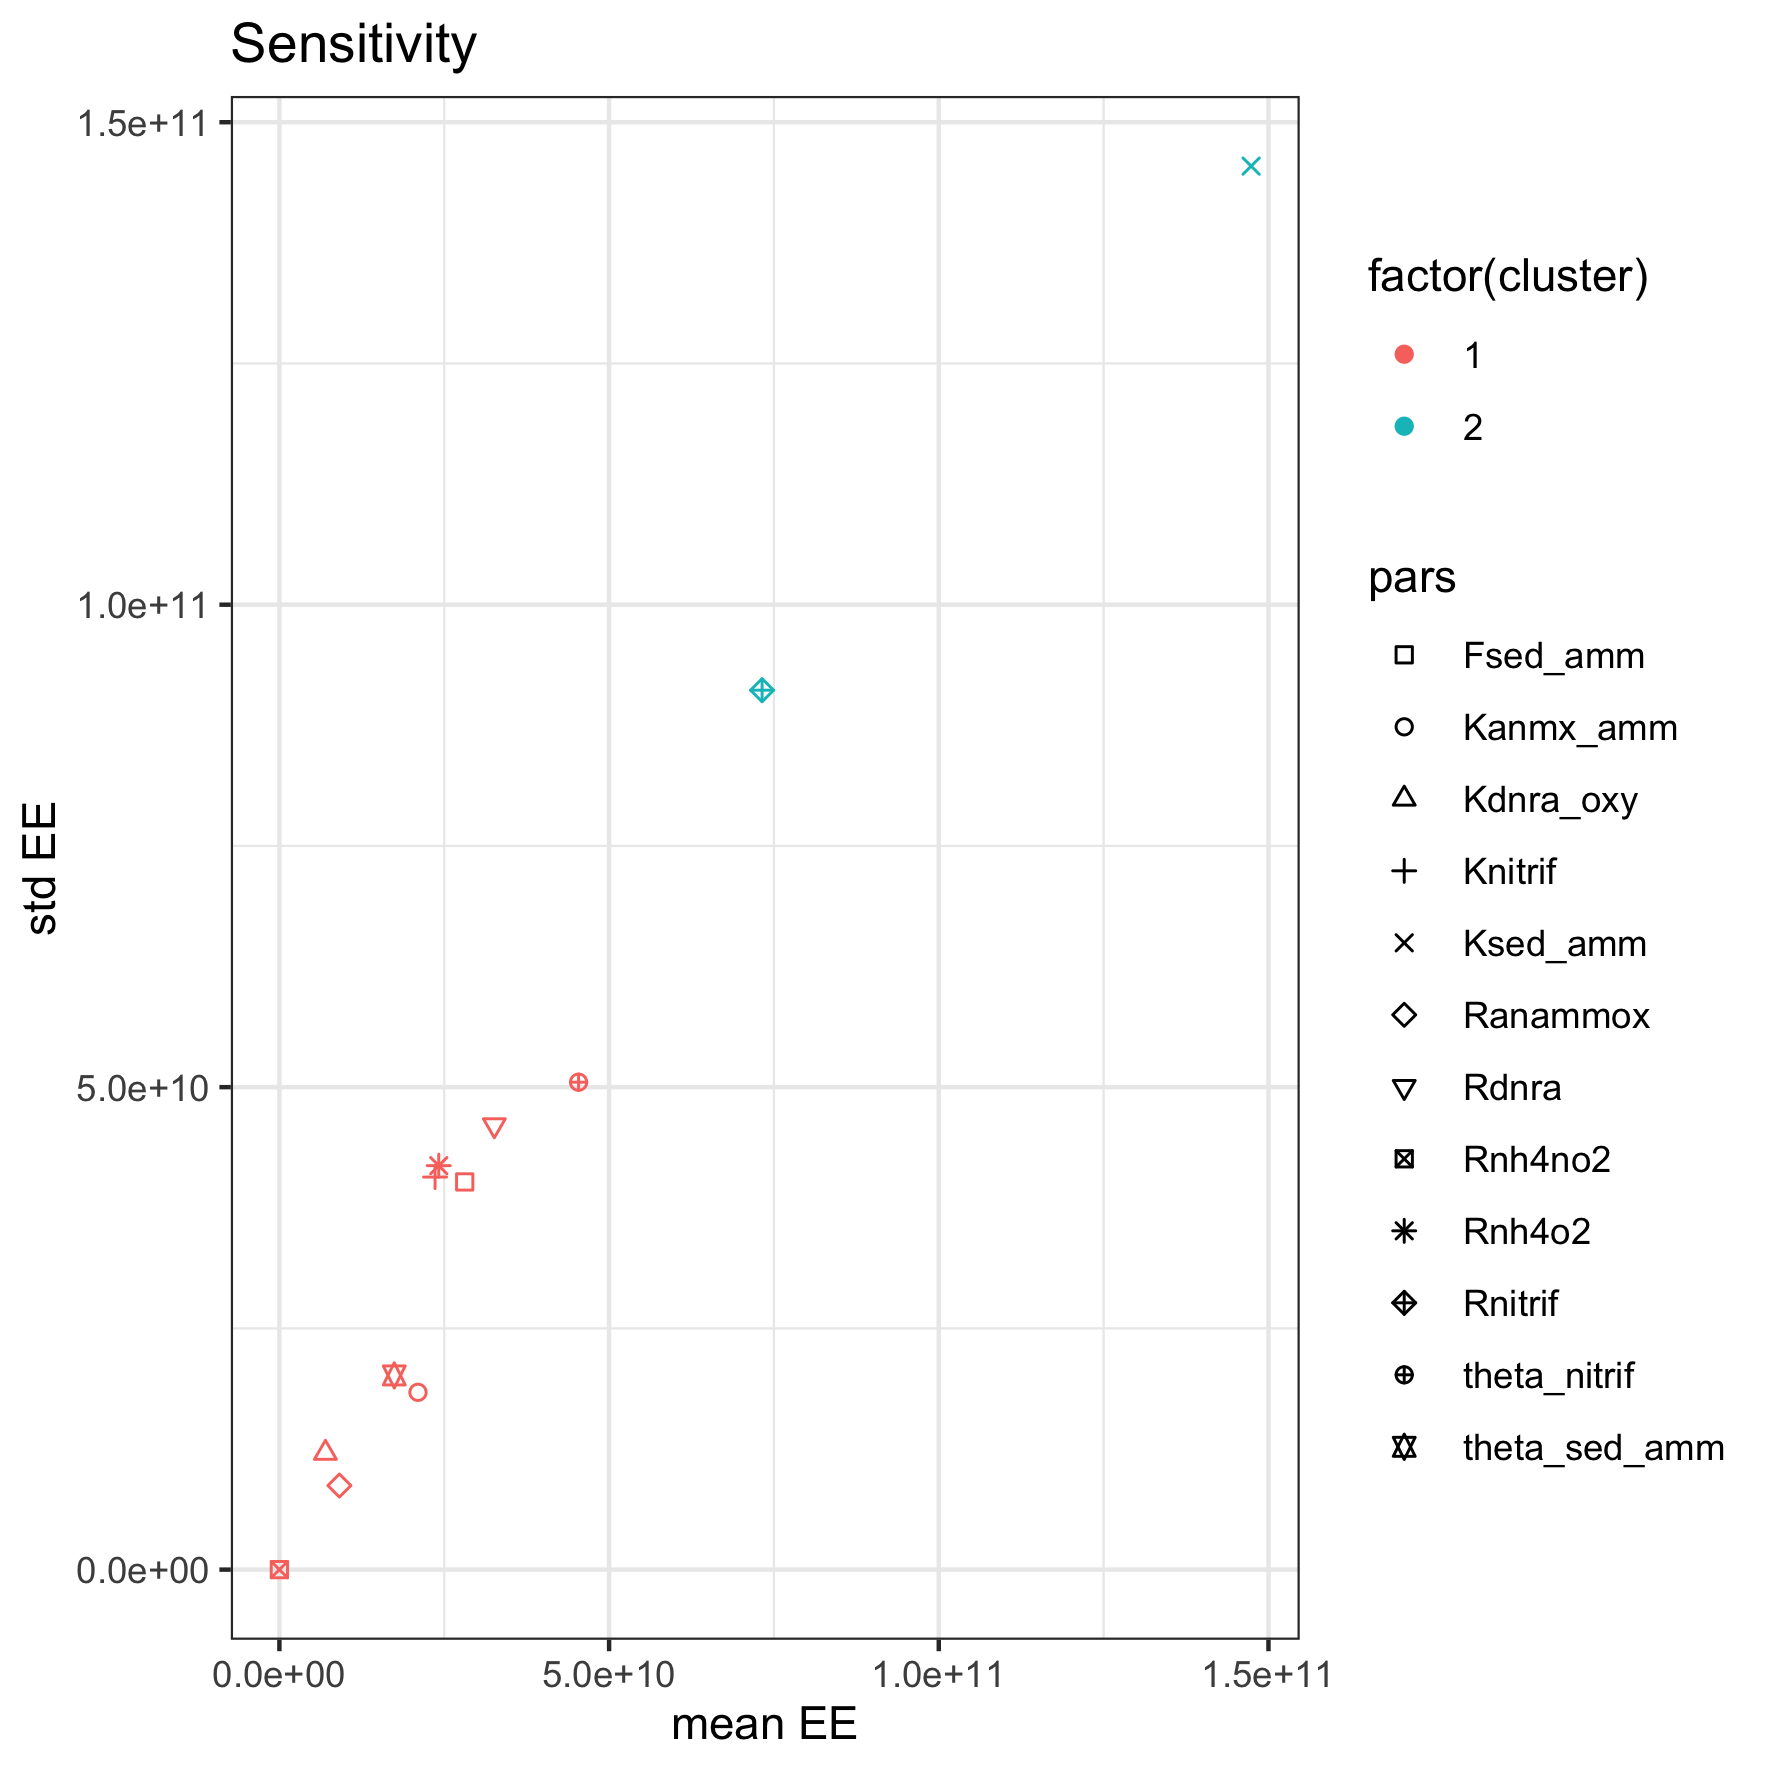 Sensitivity
1.5e+11
1.0e+11
5.0e+10
0.0e+00
std EE
0.0e+00 5.0e+10 1.0e+11 1.5e+11
mean EE
factor(cluster)
1
2
pars
Fsed_amm
Kanmx_amm
Kdnra_oxy
Knitrif
Ksed_amm
Ranammox
Rdnra
Rnh4no2
Rnh4o2
Rnitrif
theta_nitrif
theta_sed_amm